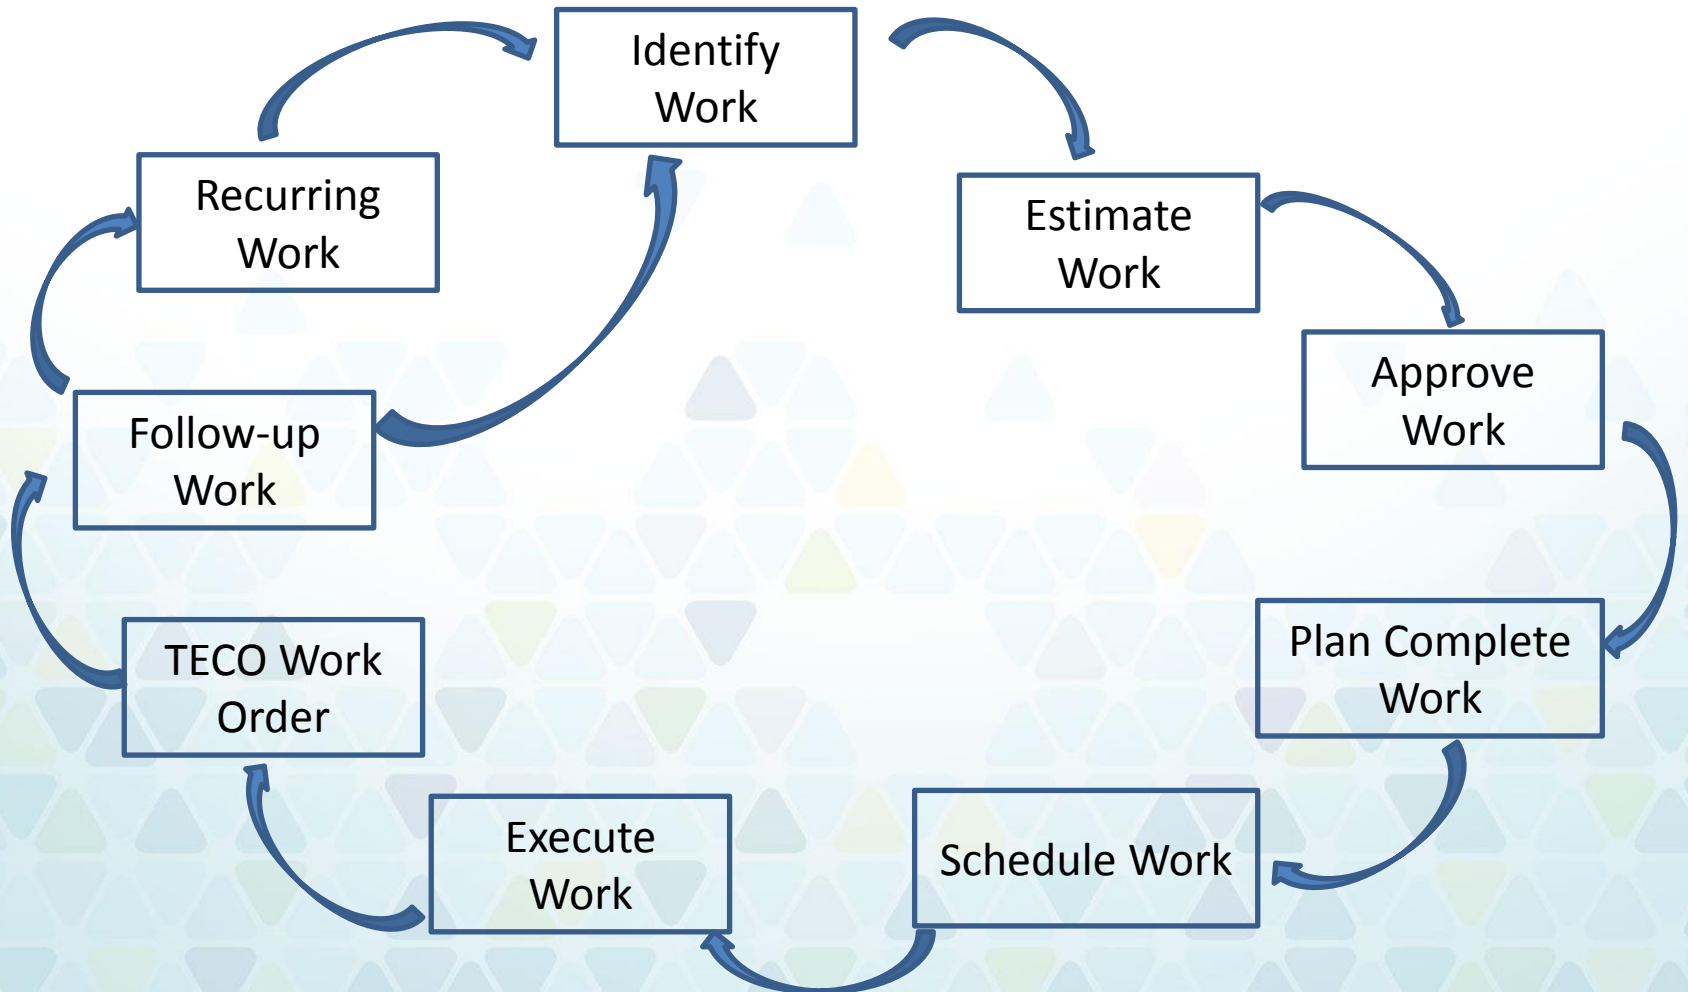 Identify
Work
Estimate
Work
Approve
Work
Plan Complete
Work
Schedule Work
Execute
Work
TECO Work
Order
Follow-up
Work
Recurring
Work